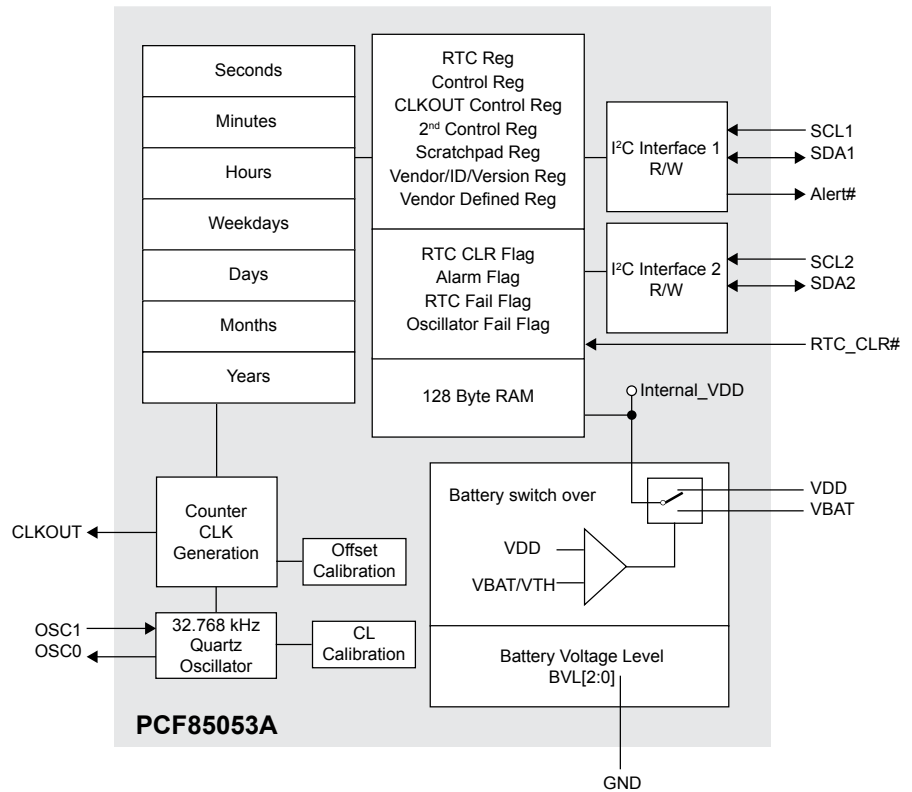 Seconds
Minutes
Hours
Weekdays
Days
Months
Years
RTC Reg
Control Reg
CLKOUT Control Reg
2nd Control Reg
Scratchpad Reg
Vendor/ID/Version Reg
Vendor Defined Reg
RTC CLR Flag
Alarm Flag
RTC Fail Flag
Oscillator Fail Flag
128 Byte RAM
I²C Interface 1
R/W
SCL1
SDA1
Alert#
I²C Interface 2
R/W
SCL2
SDA2
RTC_CLR#
Internal_VDD
Battery switch over
VDD
VBAT
VDD
VBAT/VTH
Battery Voltage Level
BVL[2:0]
GND
CLKOUT
Counter
CLK
Generation
Offset
Calibration
OSC1
OSC0
32.768 kHz
Quartz
Oscillator
CL
Calibration
PCF85053A